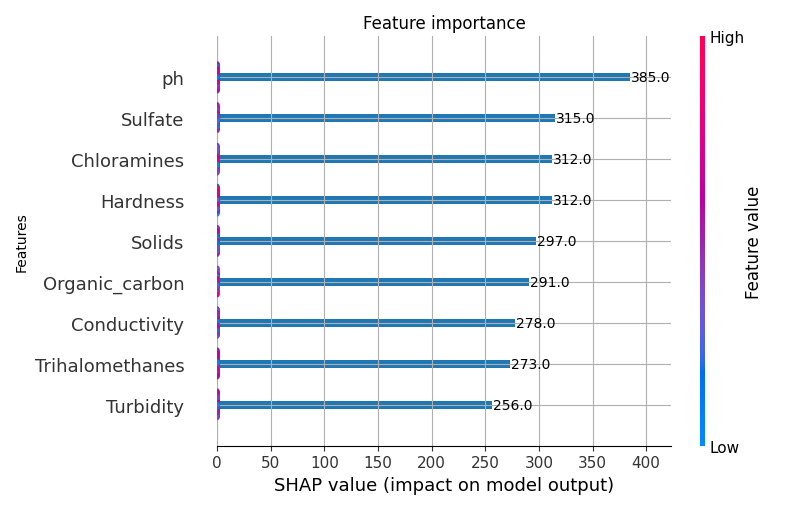 Feature importance
High
ph
385.0
Sulfate
315.0
Chloramines
312.0
Hardness
312.0
Solids
297.0
Organic_carbon
291.0
Conductivity
278.0
Trihalomethanes
273.0
Turbidity
256.0
Features
Feature value
Low
0 50 100 150 200 250 300 350 400
SHAP value (impact on model output)